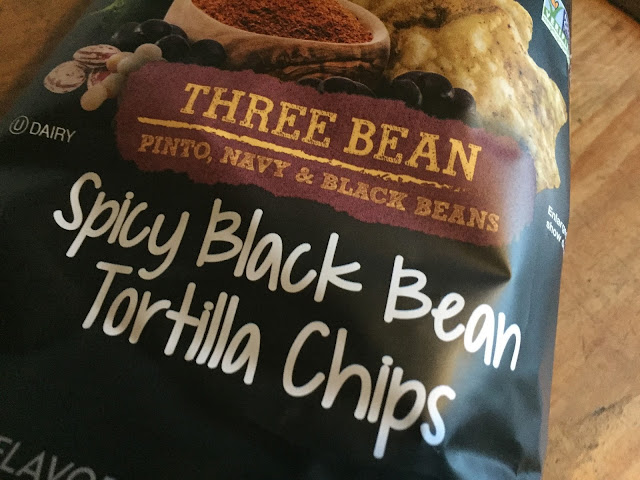 THREE BEAN
PINTO, NAVY & BLACK BEANS
Ⓤ DAIRY
Spicy Black Bean
Tortilla Chips